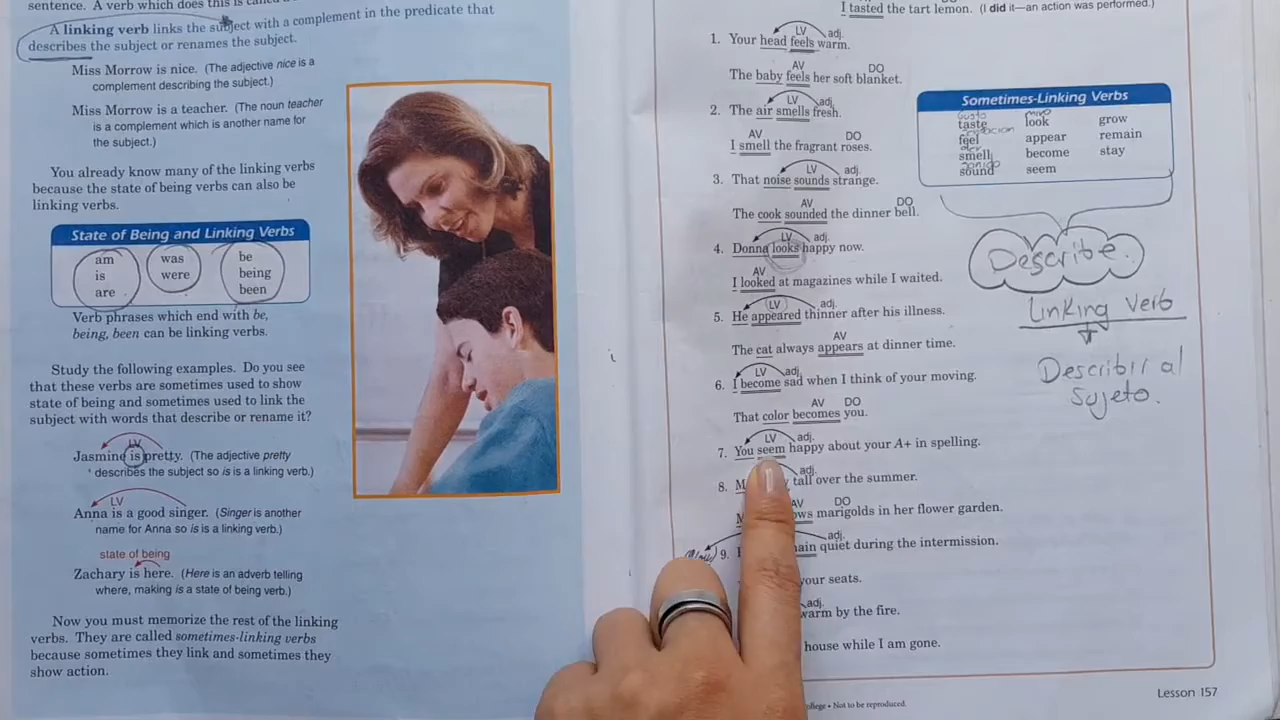 sentence. A verb which does this is called a
A linking verb links the subject with a complement in the predicate that
describes the subject or renames the subject.
Miss Morrow is nice. (The adjective nice is a
complement describing the subject.)
Miss Morrow is a teacher. (The noun teacher
is a complement which is another name for
the subject.)
You already know many of the linking verbs
because the state of being verbs can also be
linking verbs.
State of Being and Linking Verbs
am was be
is were being
are been
Verb phrases which end with be,
being, been can be linking verbs.
Study the following examples. Do you see
that these verbs are sometimes used to show
state of being and sometimes used to link the
subject with words that describe or rename it?
LV
Jasmine is pretty. (The adjective pretty
describes the subject so is is a linking verb.)
LV
Anna is a good singer. (Singer is another
name for Anna so is is a linking verb.)
state of being
Zachary is here. (Here is an adverb telling
where, making is a state of being verb.)
Now you must memorize the rest of the linking
verbs. They are called sometimes-linking verbs
because sometimes they link and sometimes they
show action.
I tasted the tart lemon. (I did it—an action was performed.)
LV adj.
1. Your head feels warm.
AV DO
The baby feels her soft blanket.
LV adj.
2. The air smells fresh.
AV DO
I smell the fragrant roses.
LV adj.
3. That noise sounds strange.
AV DO
The cook sounded the dinner bell.
LV adj.
4. Donna looks happy now.
AV
I looked at magazines while I waited.
LV adj.
5. He appeared thinner after his illness.
AV
The cat always appears at dinner time.
LV adj.
6. I become sad when I think of your moving.
AV DO
That color becomes you.
LV adj.
7. You seem happy about your A+ in spelling.
adj.
8. tall over the summer.
AV DO
marigolds in her flower garden.
adj.
9. quiet during the intermission.
your seats.
adj.
warm by the fire.
house while I am gone.
Sometimes-Linking Verbs
Gusto
taste look grow
feel appear remain
smell become stay
sonido
sound seem
Describe.
Linking Verb
Describir al
sujeto.
Lesson 157
Not to be reproduced.